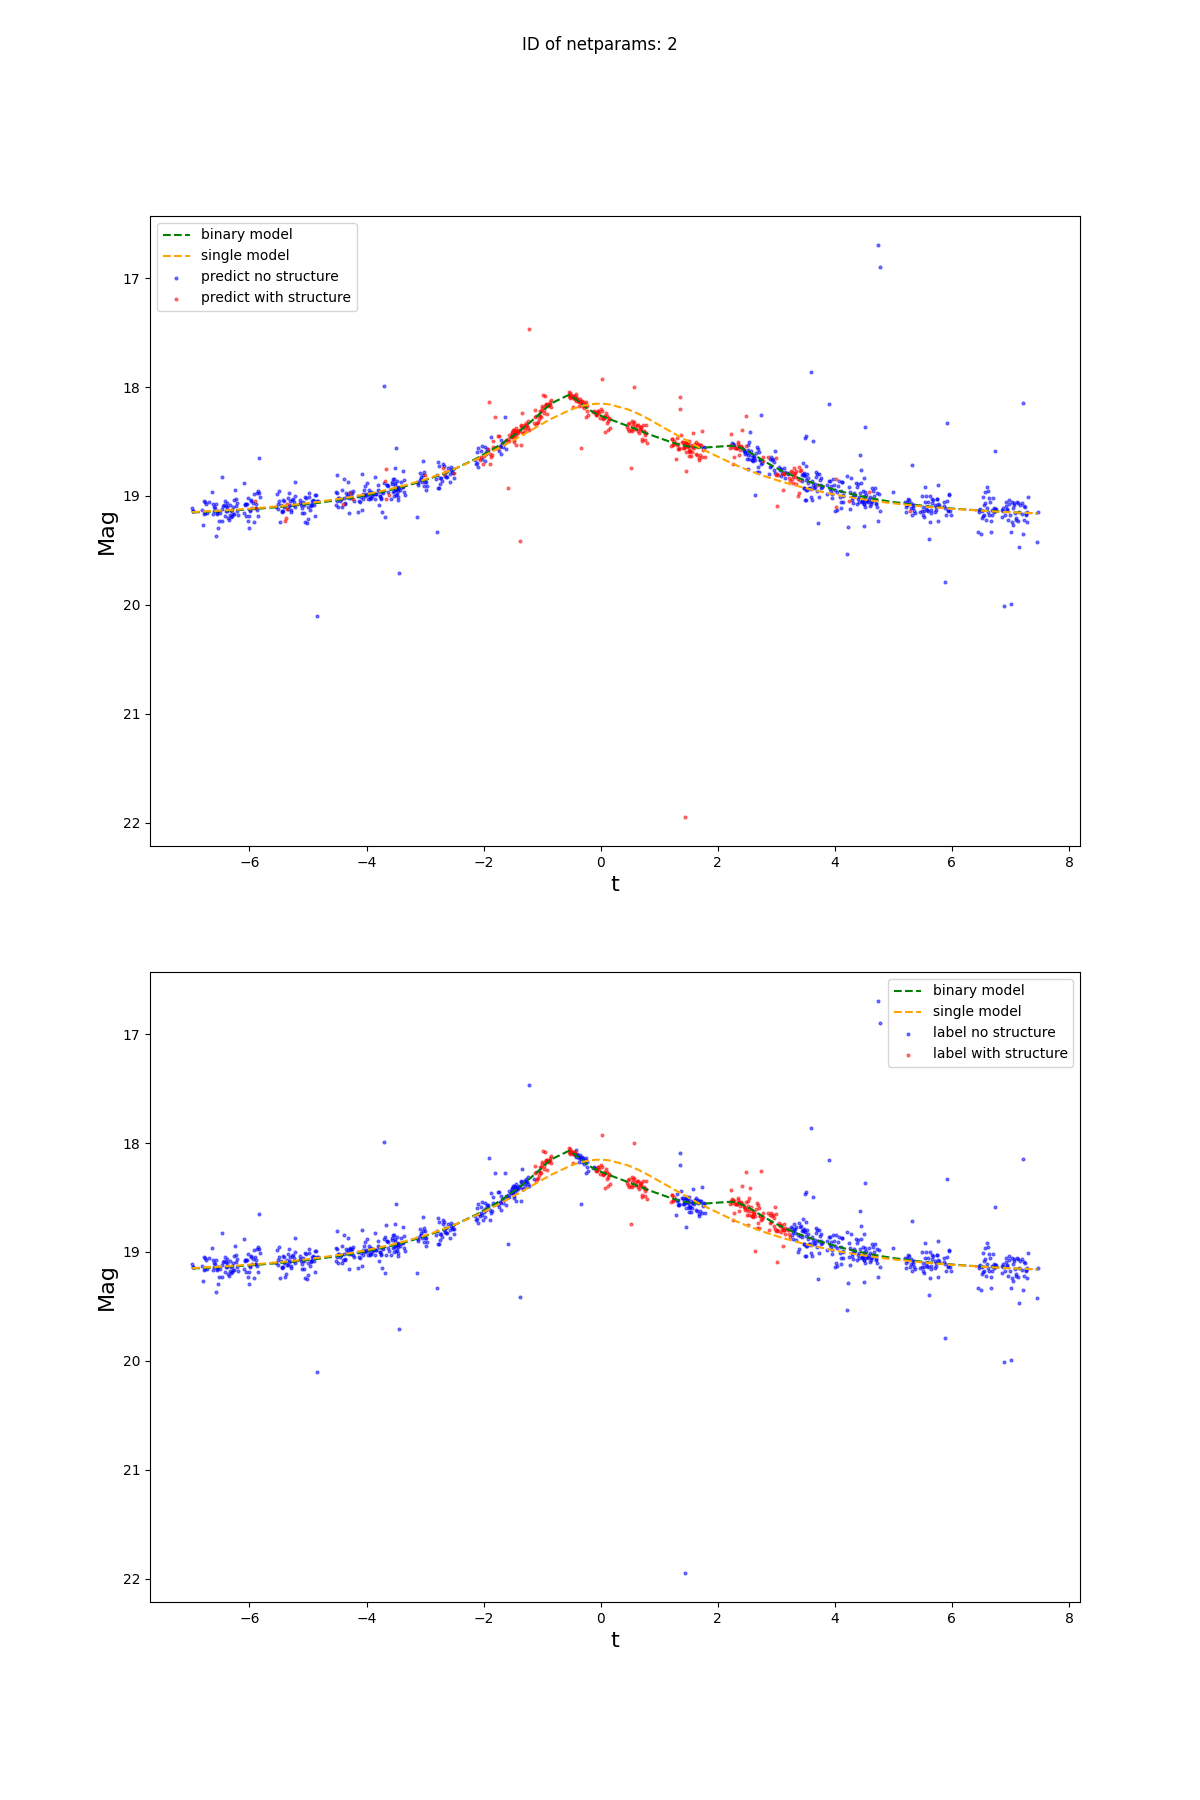 ID of netparams: 2
binary model
single model
predict no structure
predict with structure
17
18
19
20
21
22
Mag
−6
−4
−2
0
2
4
6
8
t
binary model
single model
label no structure
label with structure
17
18
19
20
21
22
Mag
−6
−4
−2
0
2
4
6
8
t